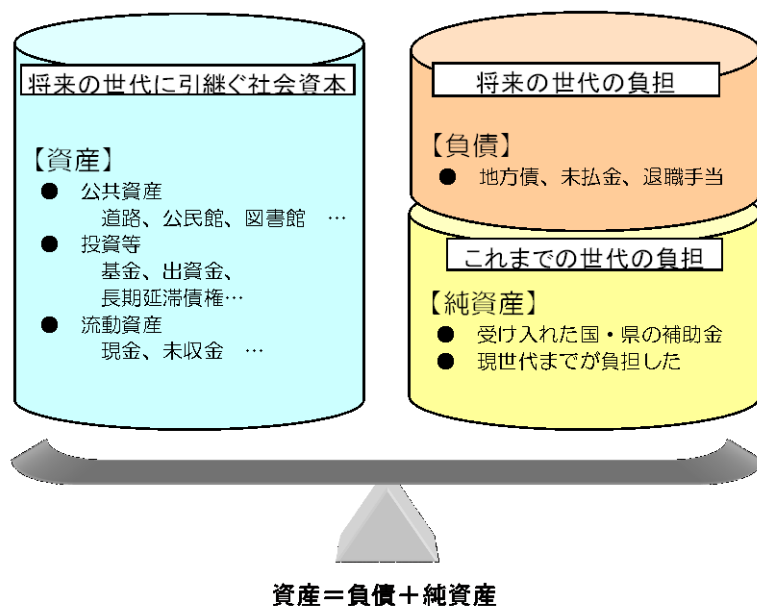 将来の世代に引継ぐ社会資本
【資産】
● 公共資産
道路、公民館、図書館 …
● 投資等
基金、出資金、
長期延滞債権…
● 流動資産
現金、未収金 …
将来の世代の負担
【負債】
● 地方債、未払金、退職手当
これまでの世代の負担
【純資産】
● 受け入れた国・県の補助金
● 現世代までが負担した
資産＝負債＋純資産